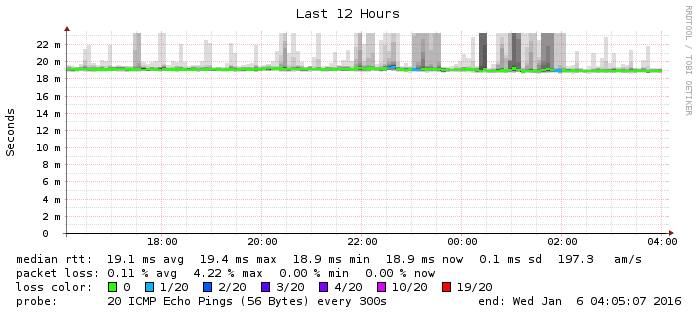 Last 12 Hours
RRDTOOL / TOBI OETIKER
Seconds
22 m
20 m
18 m
16 m
14 m
12 m
10 m
8 m
6 m
4 m
2 m
0
18:00 20:00 22:00 00:00 02:00 04:00
median rtt: 19.1 ms avg 19.4 ms max 18.9 ms min 18.9 ms now 0.1 ms sd 197.3 am/s
packet loss: 0.11 % avg 4.22 % max 0.00 % min 0.00 % now
loss color: 0 1/20 2/20 3/20 4/20 10/20 19/20
probe: 20 ICMP Echo Pings (56 Bytes) every 300s end: Wed Jan 6 04:05:07 2016